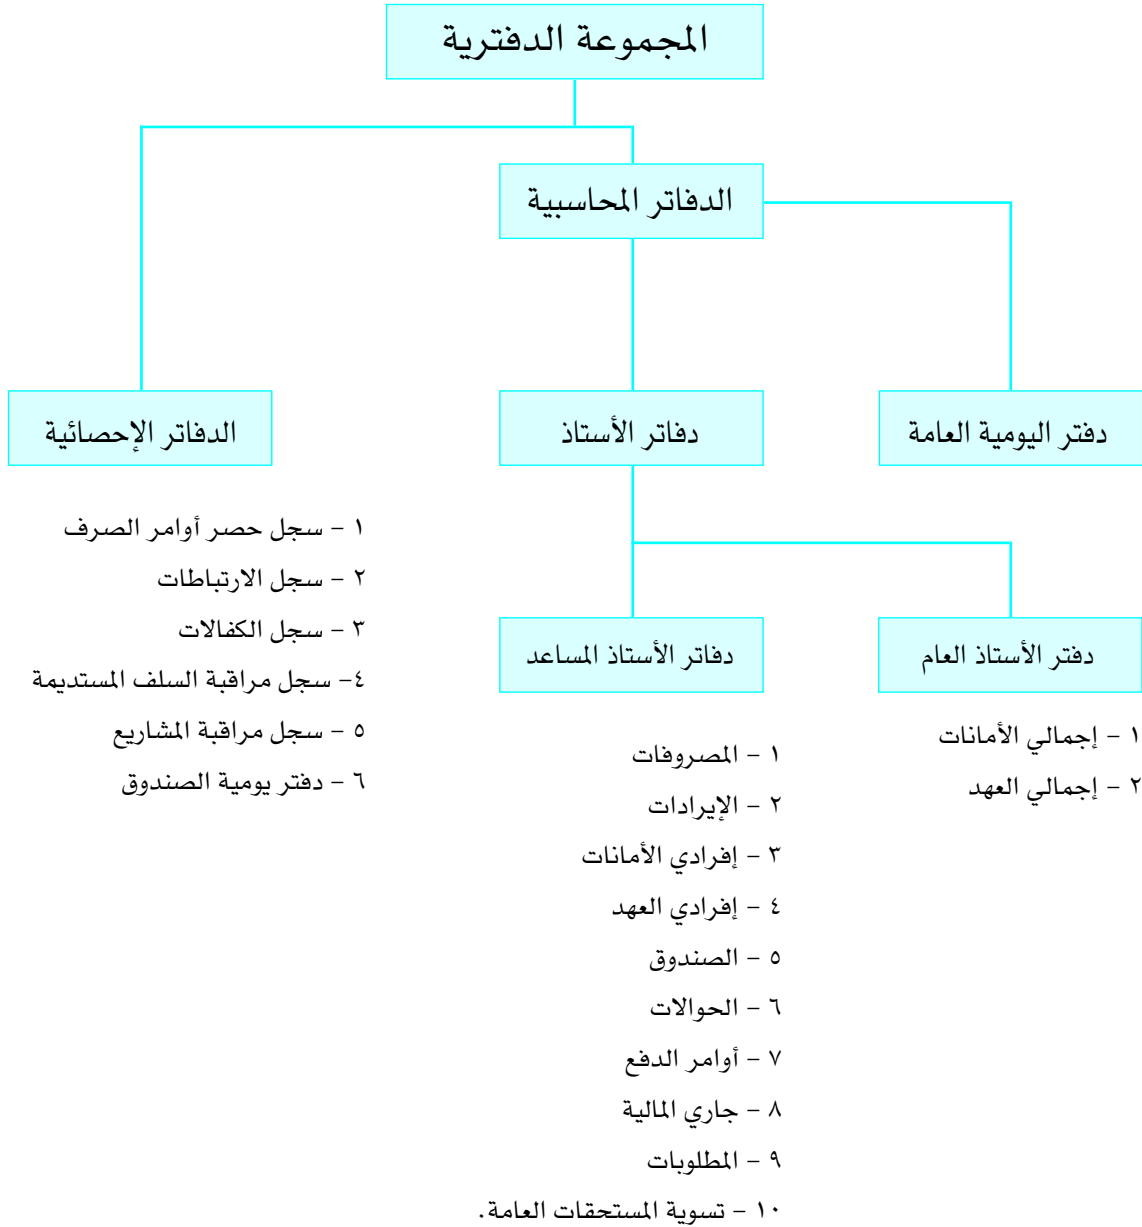 المجموعة الدفترية
الدفاتر المحاسبية
دفتر اليومية العامة
دفاتر الأستاذ
الدفاتر الإحصائية
١ – سجل حصر أوامر الصرف
٢ – سجل الارتباطات
٣ – سجل الكفالات
٤– سجل مراقبة السلف المستديمة
٥ – سجل مراقبة المشاريع
٦ – دفتر يومية الصندوق
دفتر الأستاذ العام
١ – إجمالي الأمانات
٢ – إجمالي العهد
دفاتر الأستاذ المساعد
١ – المصروفات
٢ – الإيرادات
٣ – إفرادي الأمانات
٤ – إفرادي العهد
٥ – الصندوق
٦ – الحوالات
٧ – أوامر الدفع
٨ – جاري المالية
٩ – المطلوبات
١٠ – تسوية المستحقات العامة.